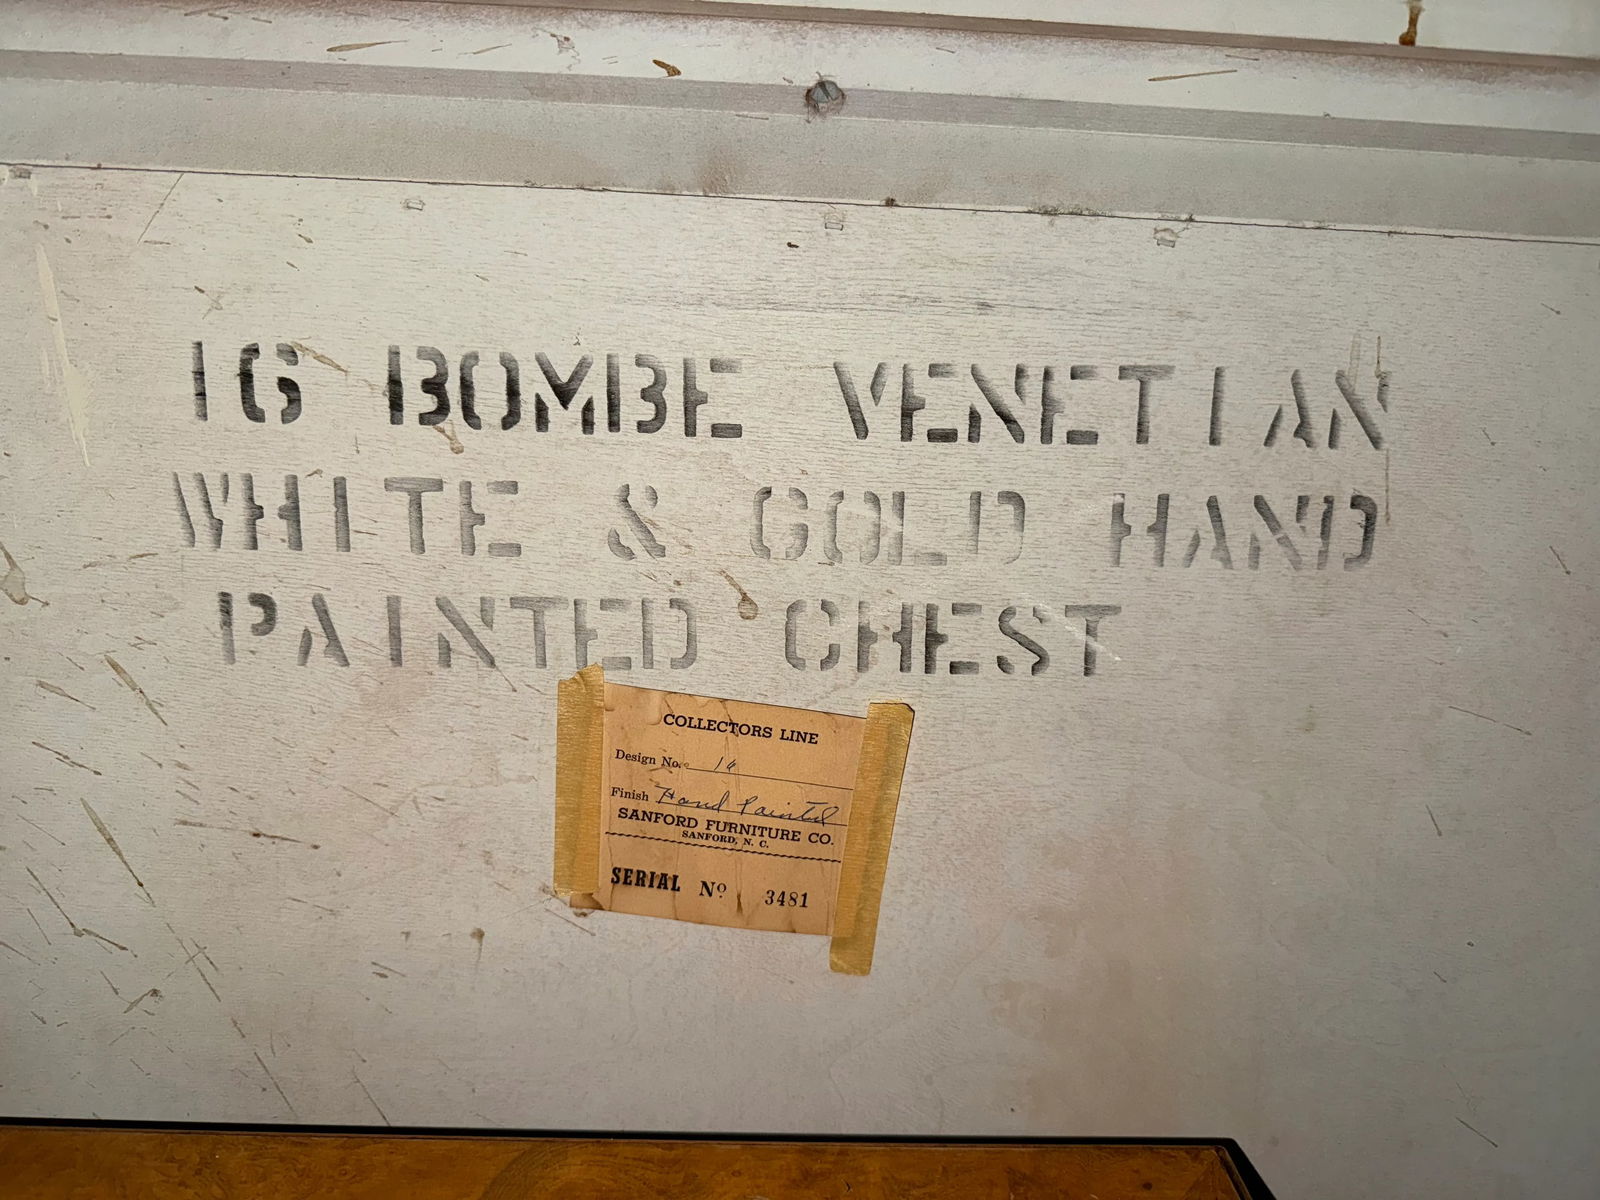 16 BOMBE VENETIAN
WHITE & GOLD HAND
PAINTED CHEST
COLLECTORS LINE
Design No. 16
Finish Hand Painted
SANFORD FURNITURE CO.
SANFORD, N. C.
SERIAL Nº 3481